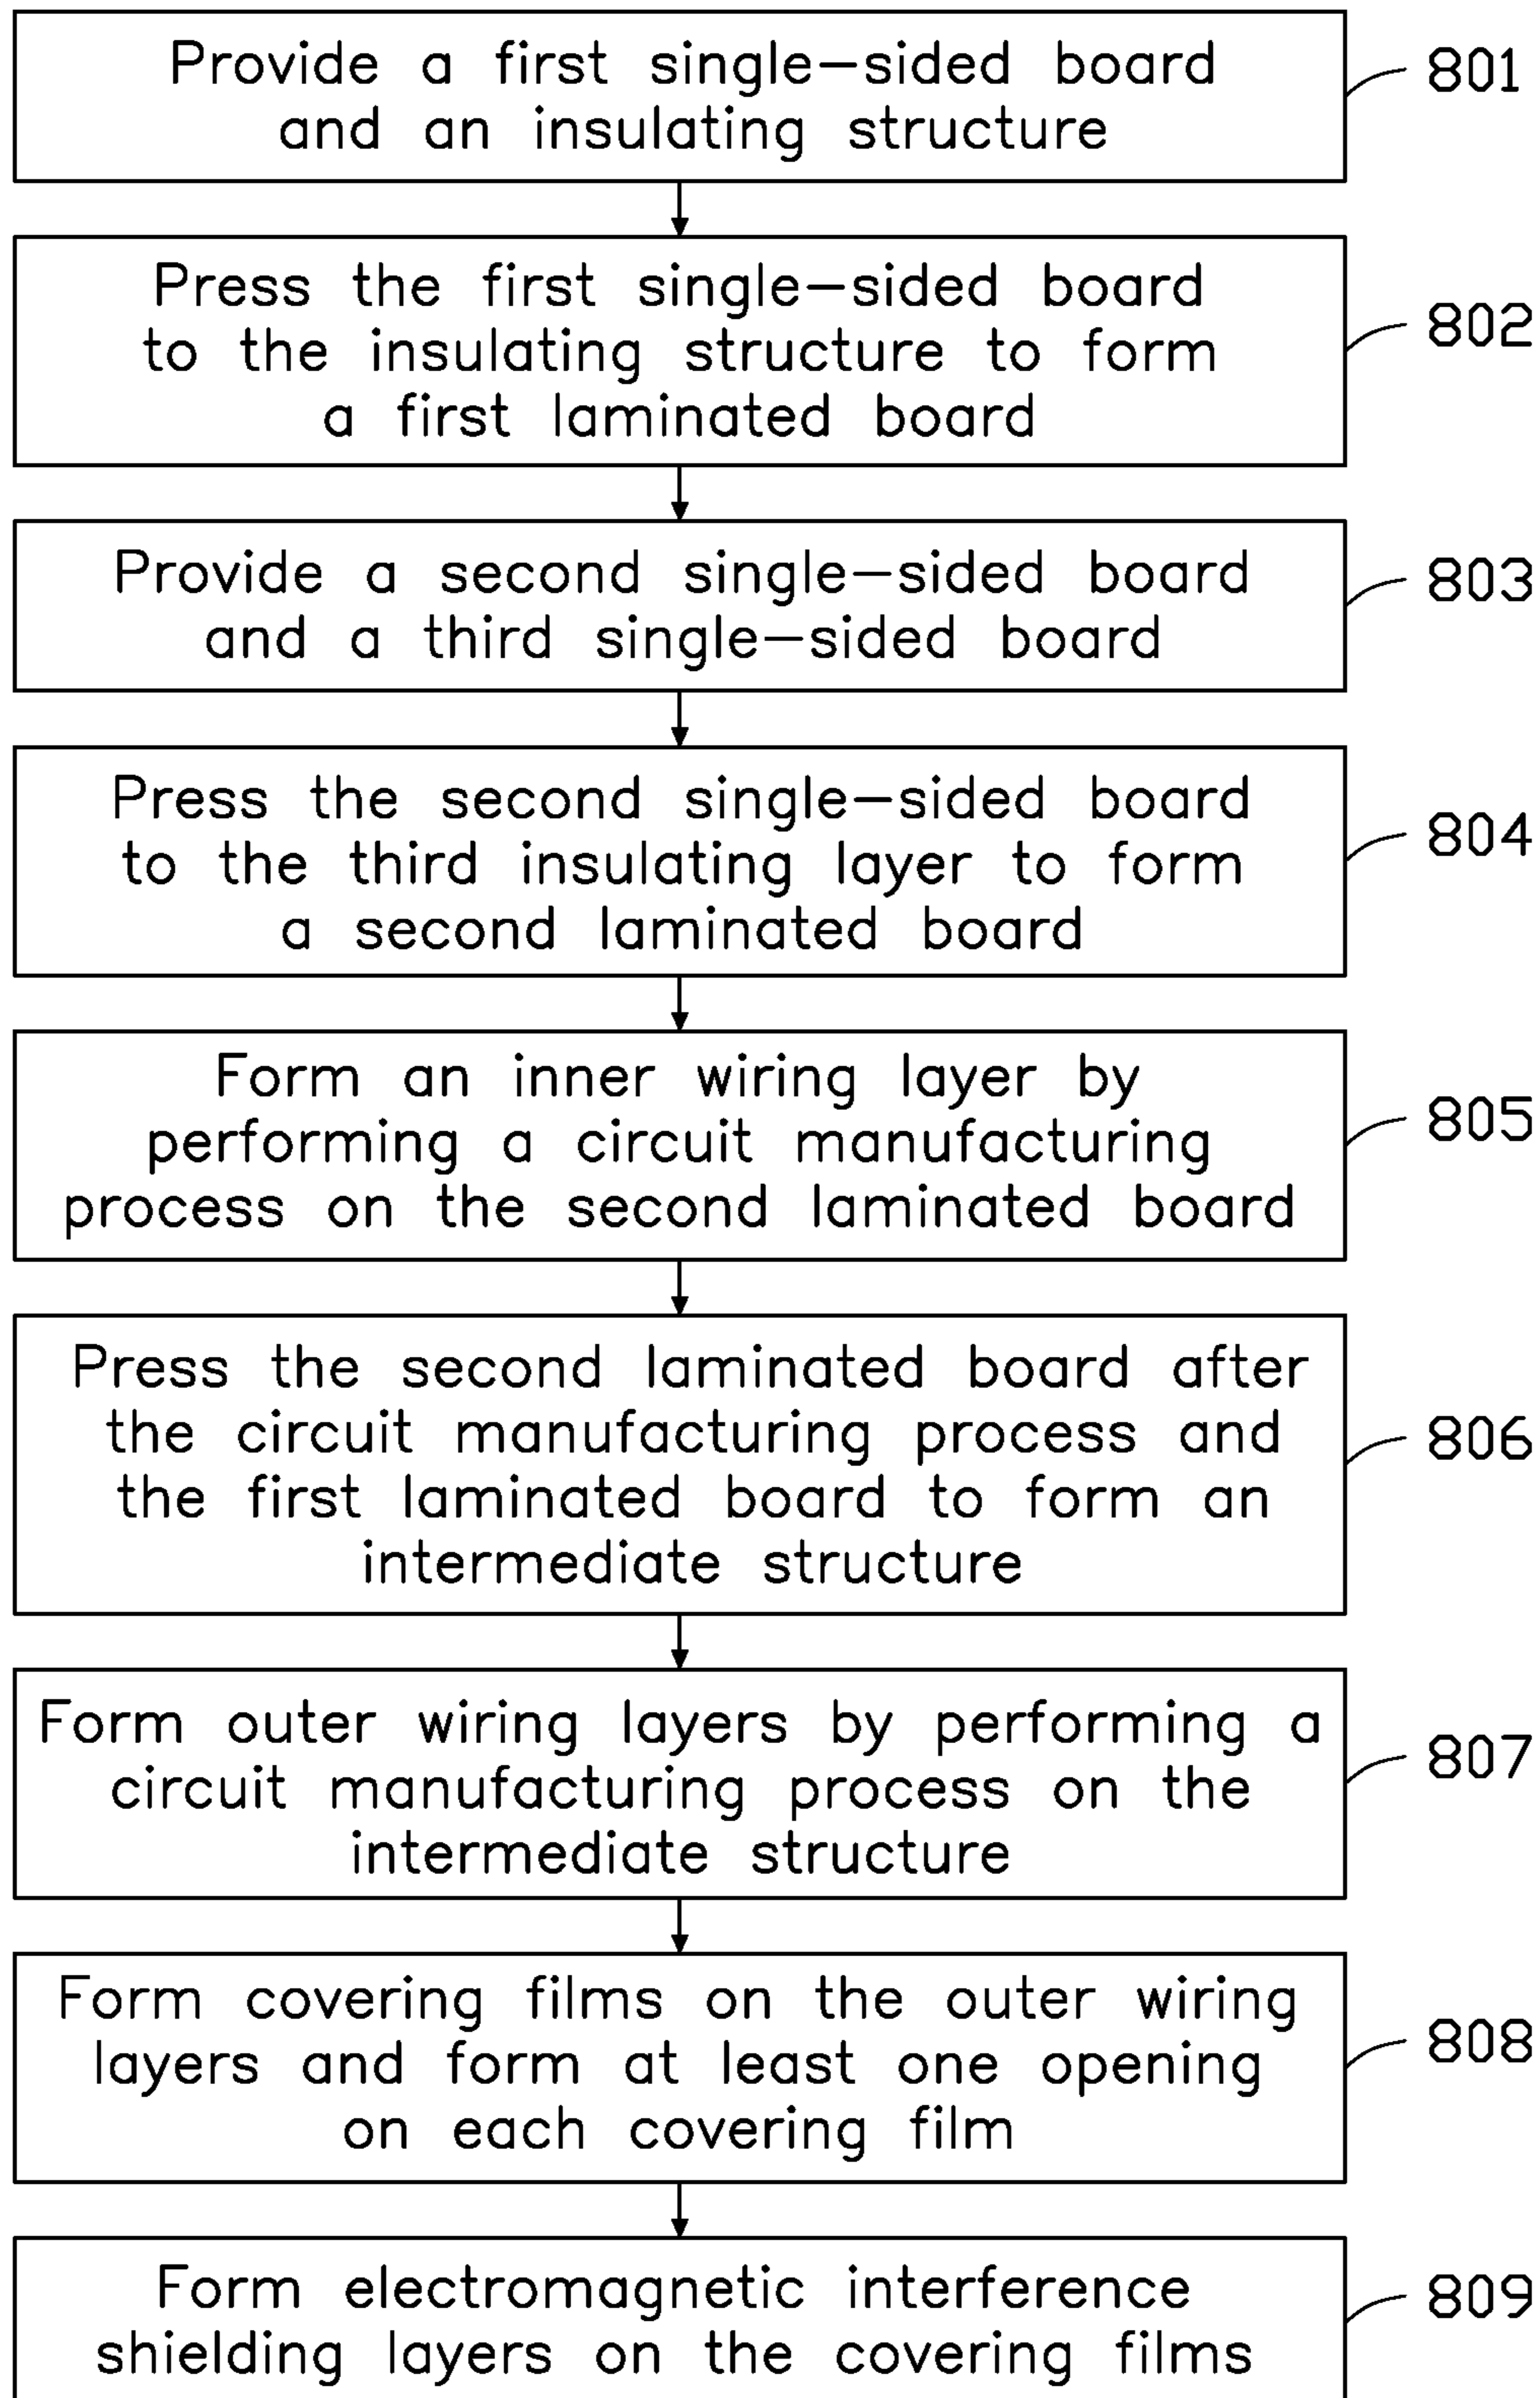 Provide a first single-sided board
and an insulating structure
801
Press the first single-sided board
to the insulating structure to form
a first laminated board
802
Provide a second single-sided board
and a third single-sided board
803
Press the second single-sided board
to the third insulating layer to form
a second laminated board
804
Form an inner wiring layer by
performing a circuit manufacturing
process on the second laminated board
805
Press the second laminated board after
the circuit manufacturing process and
the first laminated board to form an
intermediate structure
806
Form outer wiring layers by performing a
circuit manufacturing process on the
intermediate structure
807
Form covering films on the outer wiring
layers and form at least one opening
on each covering film
808
Form electromagnetic interference
shielding layers on the covering films
809